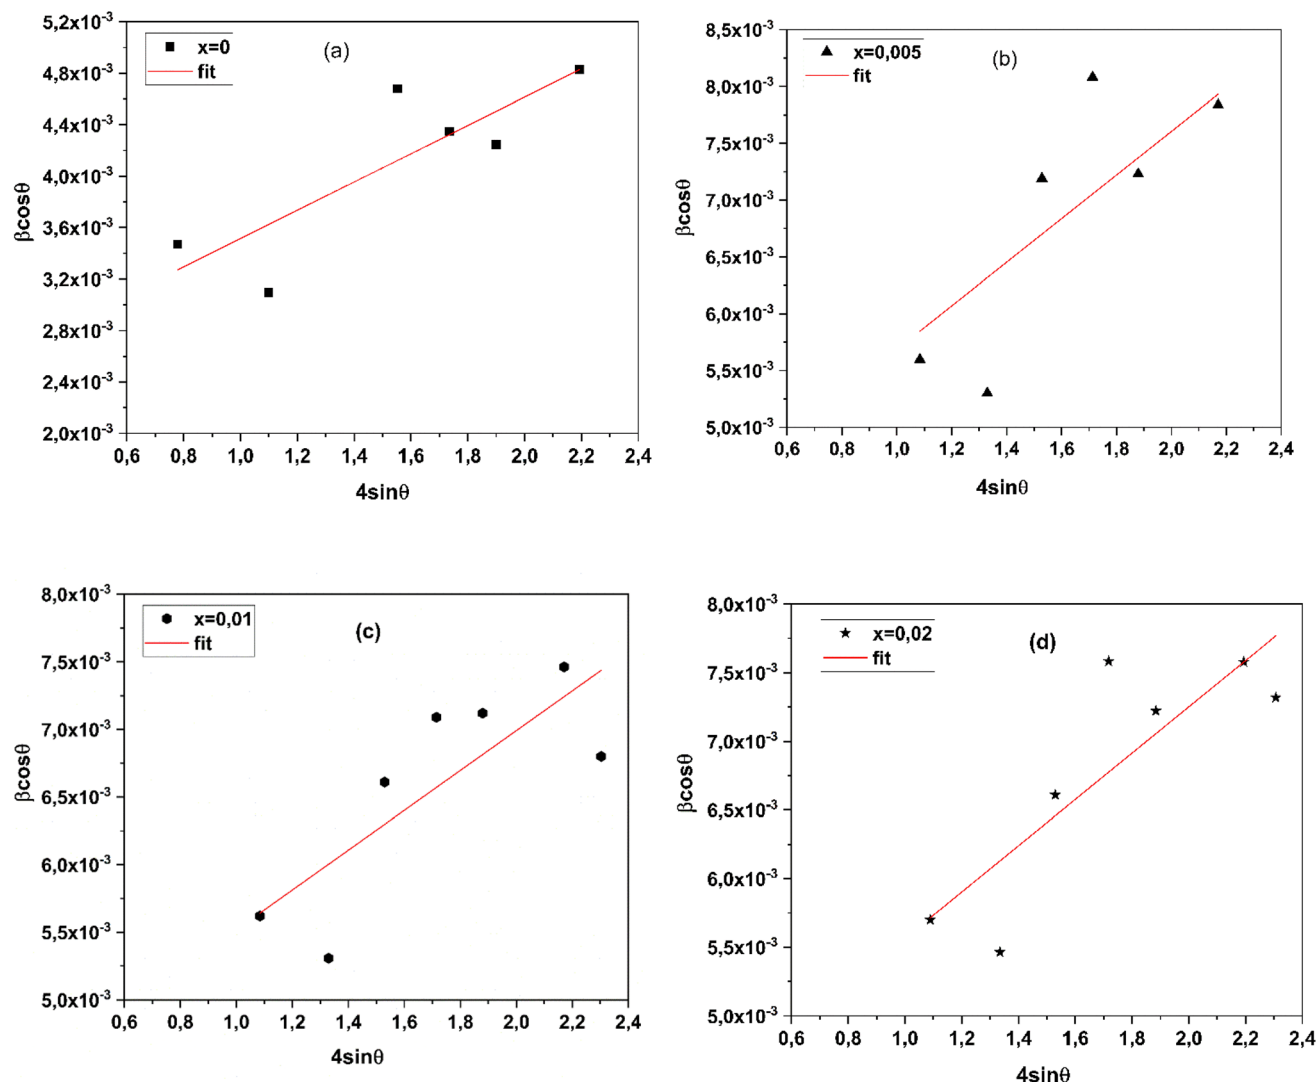 (a)
x=0
fit
5,2x10⁻³
4,8x10⁻³
4,4x10⁻³
4,0x10⁻³
3,6x10⁻³
3,2x10⁻³
2,8x10⁻³
2,4x10⁻³
2,0x10⁻³
βcosθ
0,6 0,8 1,0 1,2 1,4 1,6 1,8 2,0 2,2 2,4
4sinθ
(b)
x=0,005
fit
8,5x10⁻³
8,0x10⁻³
7,5x10⁻³
7,0x10⁻³
6,5x10⁻³
6,0x10⁻³
5,5x10⁻³
5,0x10⁻³
βcosθ
0,6 0,8 1,0 1,2 1,4 1,6 1,8 2,0 2,2 2,4
4sinθ
(c)
x=0,01
fit
8,0x10⁻³
7,5x10⁻³
7,0x10⁻³
6,5x10⁻³
6,0x10⁻³
5,5x10⁻³
5,0x10⁻³
βcosθ
0,6 0,8 1,0 1,2 1,4 1,6 1,8 2,0 2,2 2,4
4sinθ
(d)
x=0,02
fit
8,0x10⁻³
7,5x10⁻³
7,0x10⁻³
6,5x10⁻³
6,0x10⁻³
5,5x10⁻³
5,0x10⁻³
βcosθ
0,6 0,8 1,0 1,2 1,4 1,6 1,8 2,0 2,2 2,4
4sinθ